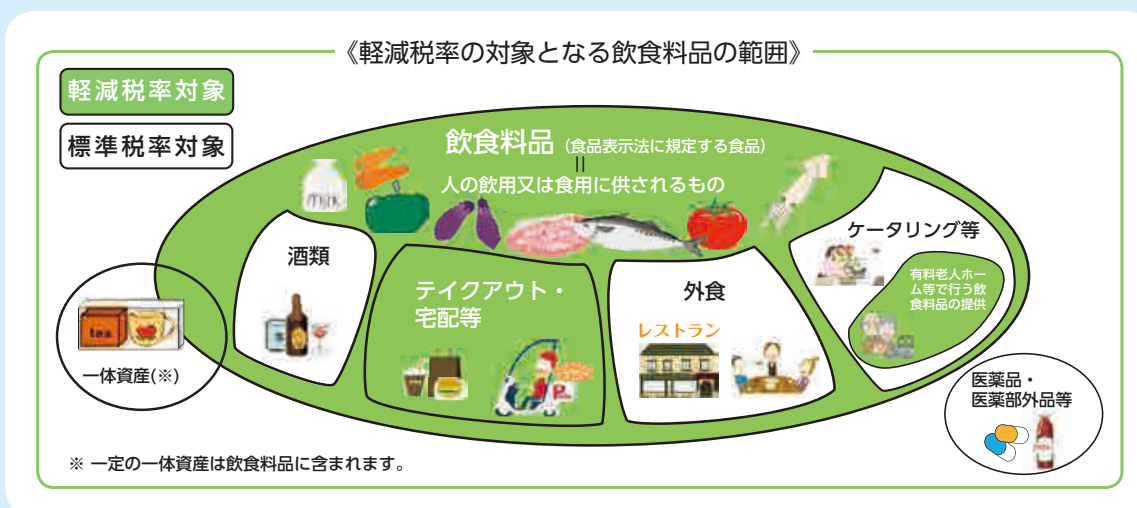 《軽減税率の対象となる飲食料品の範囲》
軽減税率対象
標準税率対象
飲食料品（食品表示法に規定する食品）
=
人の飲用又は食用に供されるもの
milk
酒類
テイクアウト・
宅配等
外食
レストラン
ケータリング等
有料老人ホー
ム等で行う飲
食料品の提供
tea
一体資産(※)
医薬品・
医薬部外品等
※ 一定の一体資産は飲食料品に含まれます。